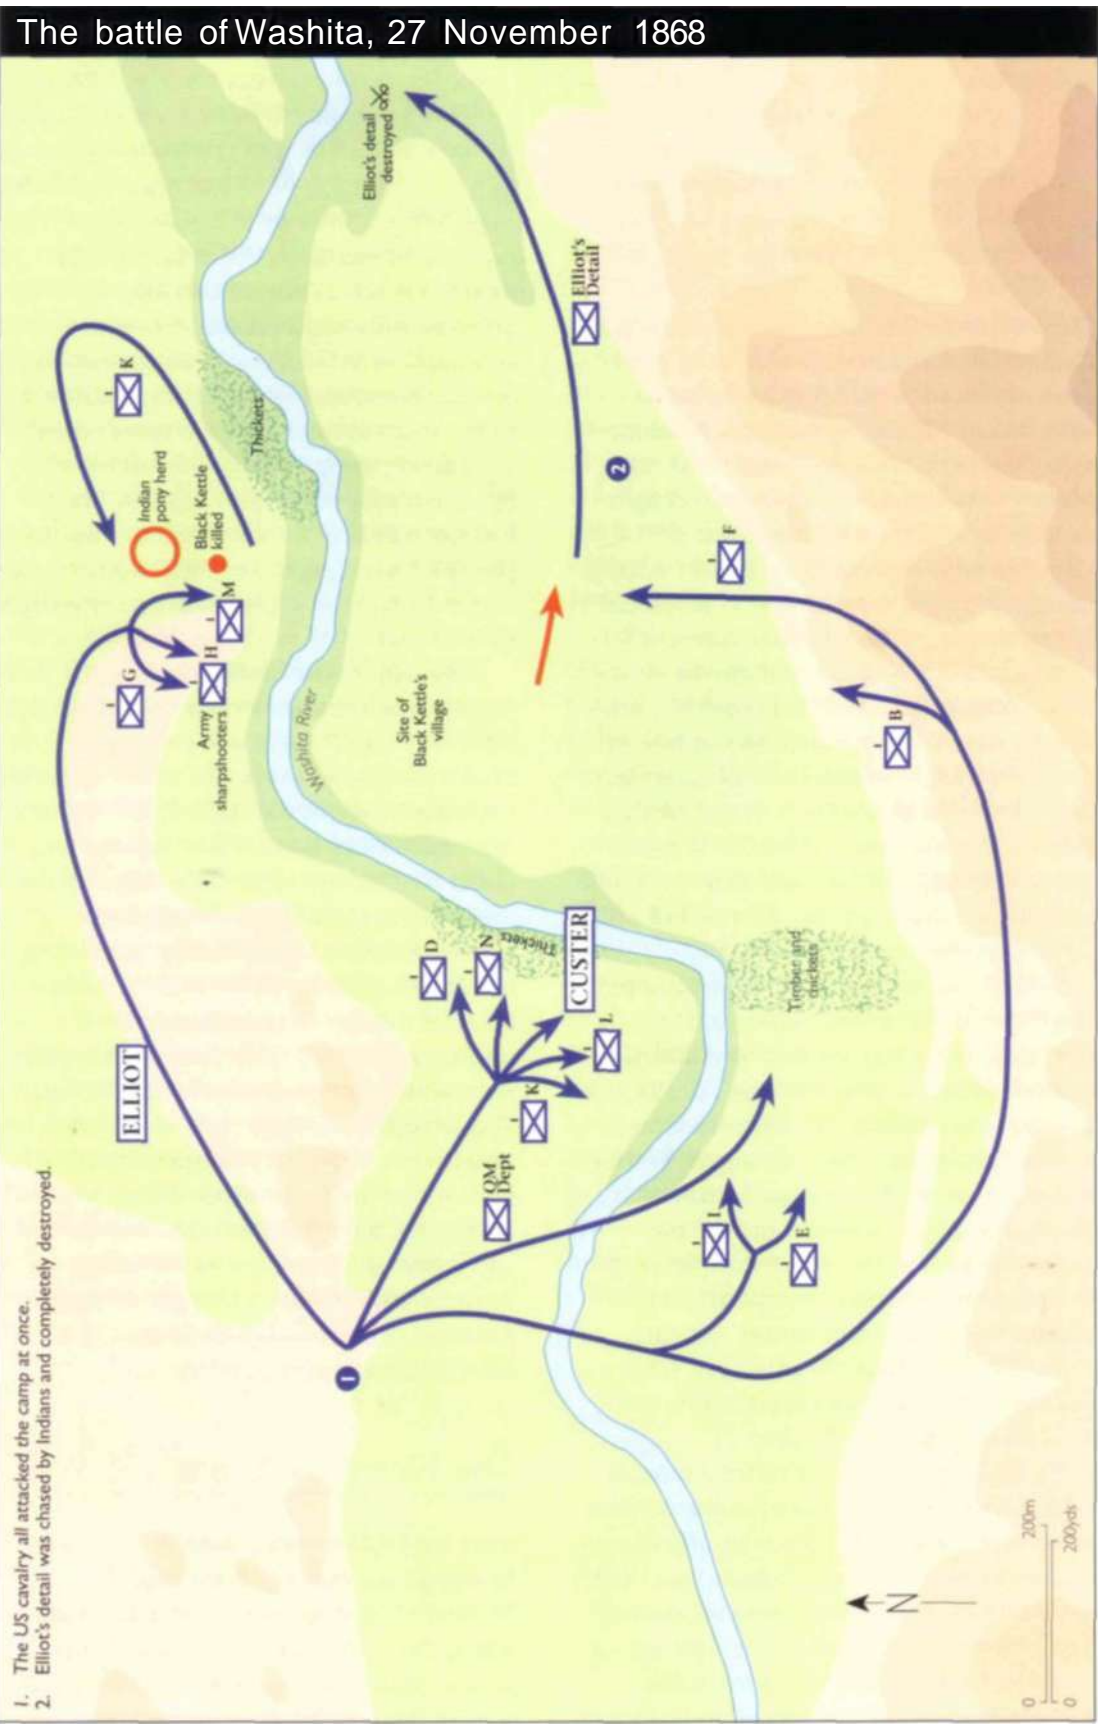 The battle of Washita, 27 November 1868
1. The US cavalry all attacked the camp at once.
2. Elliot's detail was chased by Indians and completely destroyed.
ELLIOT
G
H
M
K
Army
sharpshooters
Indian
pony herd
Black Kettle
killed
Thickets
Elliot's detail
destroyed
Washita River
Site of
Black Kettle's
village
Elliot's
Detail
1
2
D
N
Thickets
CUSTER
L
K
QM
Dept
I
E
Timber and
thickets
B
F
N
0 200m
0 200yds